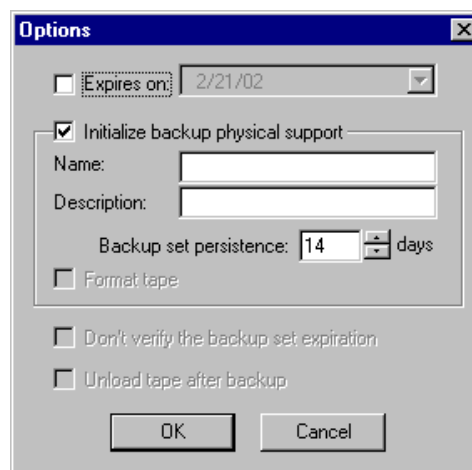 Options
Expires on: 2/21/02
Initialize backup physical support
Name:
Description:
Backup set persistence: 14 days
Format tape
Don't verify the backup set expiration
Unload tape after backup
OK Cancel